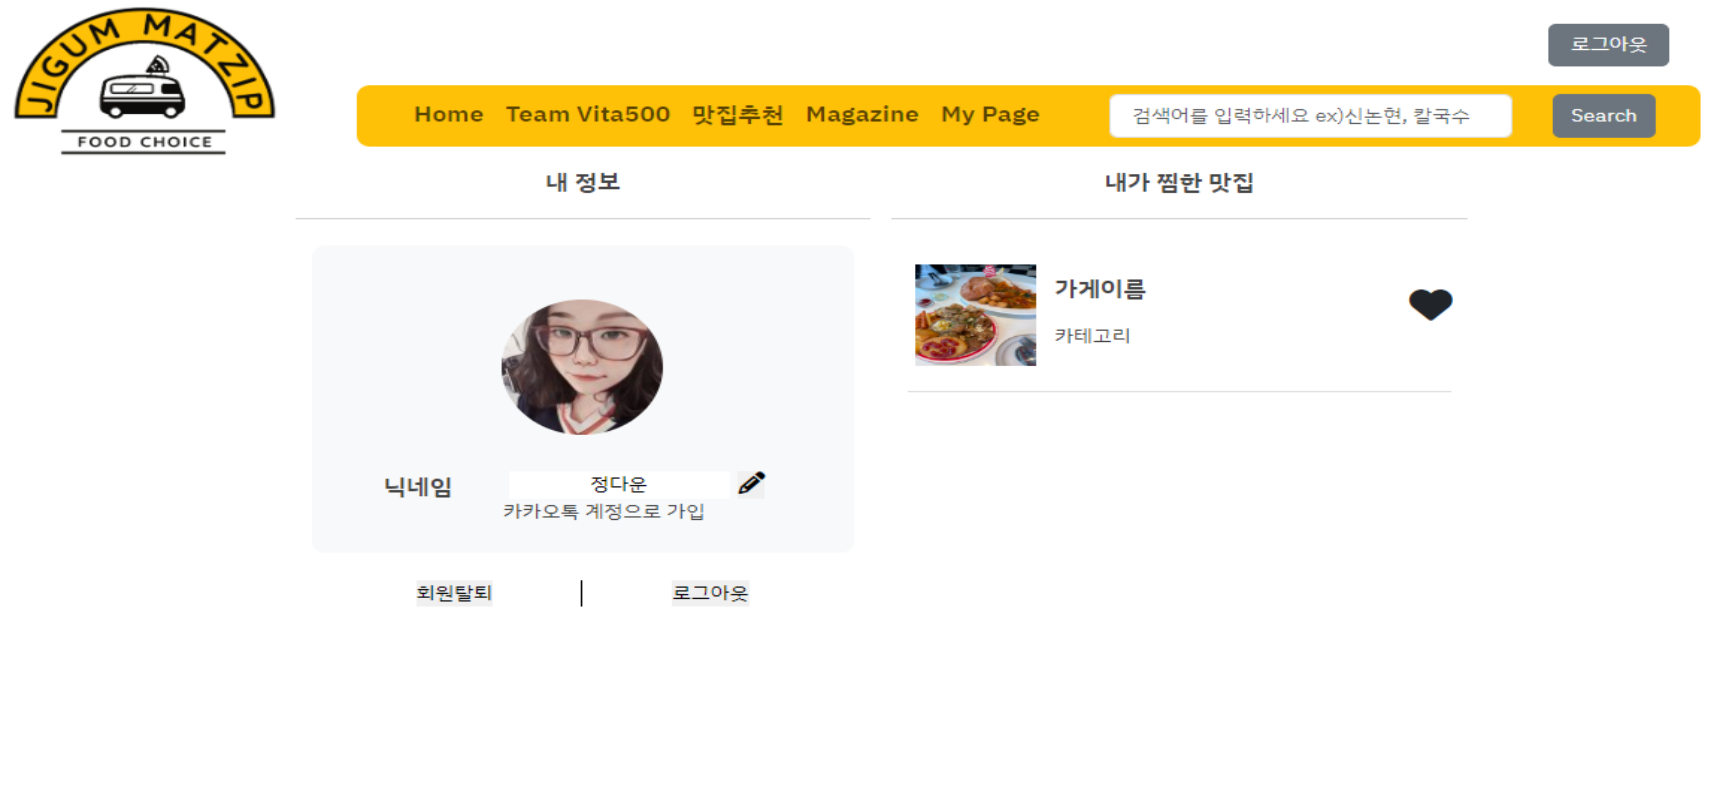 JIGUM MATZIP
FOOD CHOICE
로그아웃
Home Team Vita500 맛집추천 Magazine My Page 검색어를 입력하세요 ex)신논현, 칼국수 Search
내 정보
내가 찜한 맛집
가게이름
카테고리
닉네임 정다운
카카오톡 계정으로 가입
회원탈퇴 | 로그아웃